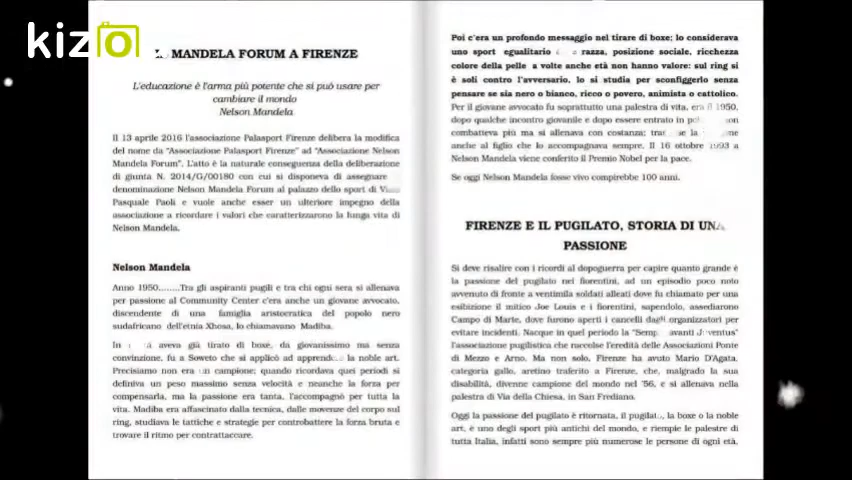 kizo
MANDELA FORUM A FIRENZE
L'educazione è l'arma più potente che si può usare per
cambiare il mondo
Nelson Mandela
Il 13 aprile 2016 l'associazione Palasport Firenze delibera la modifica
del nome da "Associazione Palasport Firenze" ad "Associazione Nelson
Mandela Forum". L'atto è la naturale conseguenza della deliberazione
di giunta N. 2014/G/00180 con cui si disponeva di assegnare
denominazione Nelson Mandela Forum al palazzo dello sport di
Pasquale Paoli e vuole anche esser un ulteriore impegno della
associazione a ricordare i valori che caratterizzarono la lunga vita di
Nelson Mandela.
Nelson Mandela
Anno 1950........Tra gli aspiranti pugili e tra chi ogni sera si allenava
per passione al Community Center c'era anche un giovane avvocato,
discendente di una famiglia aristocratica del popolo nero
sudafricano dell'etnia Xhosa, lo chiamavano Madiba.
In aveva già tirato di boxe, da giovanissimo ma senza
convinzione, fu a Soweto che si applicò ad la noble art.
Precisiamo non era un campione; quando ricordava quei periodi si
definiva un peso massimo senza velocità e neanche la forza per
compensarla, ma la passione era tanta, l'accompagnò per tutta la
vita. Madiba era affascinato dalla tecnica, dalle movenze del corpo sul
ring, studiava le tattiche e strategie per controbattere la forza bruta e
trovare il ritmo per contrattaccare.
Poi c'era un profondo messaggio nel tirare di boxe; lo considerava
uno sport egualitario razza, posizione sociale, ricchezza
colore della pelle a volte anche età non hanno valore: sul ring si
è soli contro l'avversario, lo si studia per sconfiggerlo senza
pensare se sia nero o bianco, ricco o povero, animista o cattolico.
Per il giovane avvocato fu soprattutto una palestra di vita, era il 1950,
dopo qualche incontro giovanile e dopo essere entrato in non
combatteva più ma si allenava con costanza; la
anche al figlio che lo accompagnava sempre. Il 16 ottobre 1993 a
Nelson Mandela viene conferito il Premio Nobel per la pace.
Se oggi Nelson Mandela fosse vivo compirebbe 100 anni.
FIRENZE E IL PUGILATO, STORIA DI UNA
PASSIONE
Si deve risalire con i ricordi al dopoguerra per capire quanto grande è
la passione del pugilato nei fiorentini, ad un episodio poco noto
avvenuto di fronte a ventimila soldati alleati dove fu chiamato per una
esibizione il mitico Joe Louis e i fiorentini, sapendolo, assediarono
Campo di Marte, dove furono aperti i cancelli dagli organizzatori per
evitare incidenti. Nacque in quel periodo la avanti Juventus"
l'associazione pugilistica che raccolse l'eredità delle Associazioni Ponte
di Mezzo e Arno. Ma non solo, Firenze ha avuto Mario D'Agata,
categoria gallo, aretino traferito a Firenze, che, malgrado la sua
disabilità, divenne campione del mondo nel '56, e si allenava nella
palestra di Via della Chiesa, in San Frediano.
Oggi la passione del pugilato è ritornata, il pugilato, la boxe o la noble
art, è uno degli sport più antichi del mondo, e riempie le palestre di
tutta Italia, infatti sono sempre più numerose le persone di ogni età,